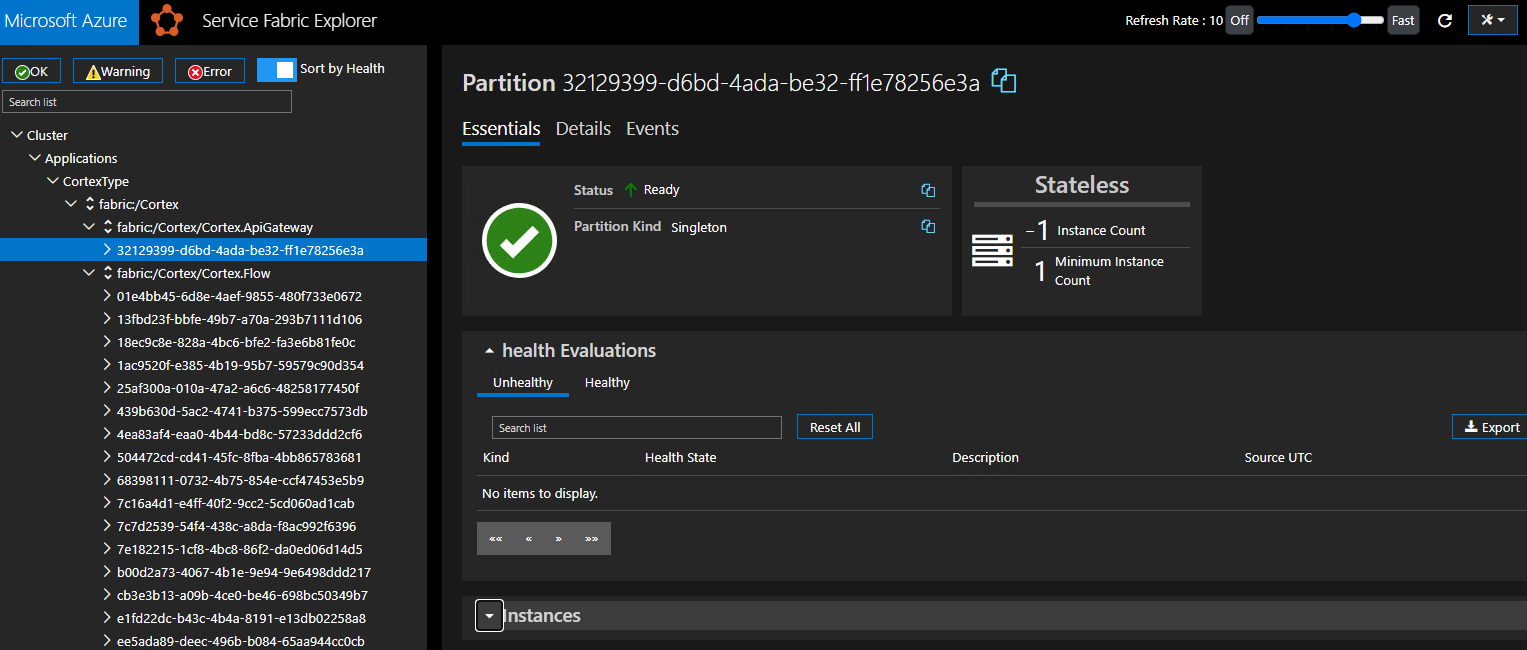 Microsoft Azure
Service Fabric Explorer
Refresh Rate : 10 Off Fast
OK Warning Error Sort by Health
Search list
Cluster
Applications
CortexType
fabric:/Cortex
fabric:/Cortex/Cortex.ApiGateway
32129399-d6bd-4ada-be32-ff1e78256e3a
fabric:/Cortex/Cortex.Flow
01e4bb45-6d8e-4aef-9855-480f733e0672
13fbd23f-bbfe-49b7-a70a-293b7111d106
18ec9c8e-828a-4bc6-bfe2-fa3e6b81fe0c
1ac9520f-e385-4b19-95b7-59579c90d354
25af300a-010a-47a2-a6c6-48258177450f
439b630d-5ac2-4741-b375-599ecc7573db
4ea83af4-eaa0-4b44-bd8c-57233ddd2cf6
504472cd-cd41-45fc-8fba-4bb865783681
68398111-0732-4b75-854e-ccf47453e5b9
7c16a4d1-e4ff-40f2-9cc2-5cd060ad1cab
7c7d2539-54f4-438c-a8da-f8ac992f6396
7e182215-1cf8-4bc8-86f2-da0ed06d14d5
b00d2a73-4067-4b1e-9e94-9e6498ddd217
cb3e3b13-a09b-4ce0-be46-698bc50349b7
e1fd22dc-b43c-4b4a-8191-e13db02258a8
ee5ada89-deec-496b-b084-65aa944cc0cb
Partition 32129399-d6bd-4ada-be32-ff1e78256e3a
Essentials Details Events
Status Ready
Partition Kind Singleton
Stateless
-1 Instance Count
1 Minimum Instance
Count
health Evaluations
Unhealthy Healthy
Search list Reset All Export
Kind Health State Description Source UTC
No items to display.
«« « » »»
Instances